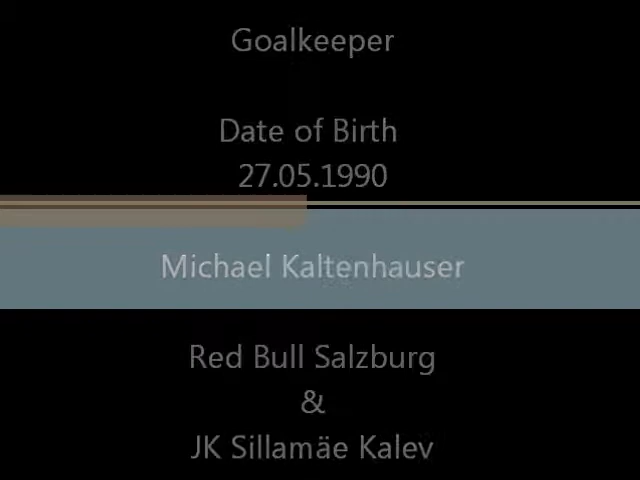 Goalkeeper
Date of Birth
27.05.1990
Michael Kaltenhauser
Red Bull Salzburg
&
JK Sillamäe Kalev